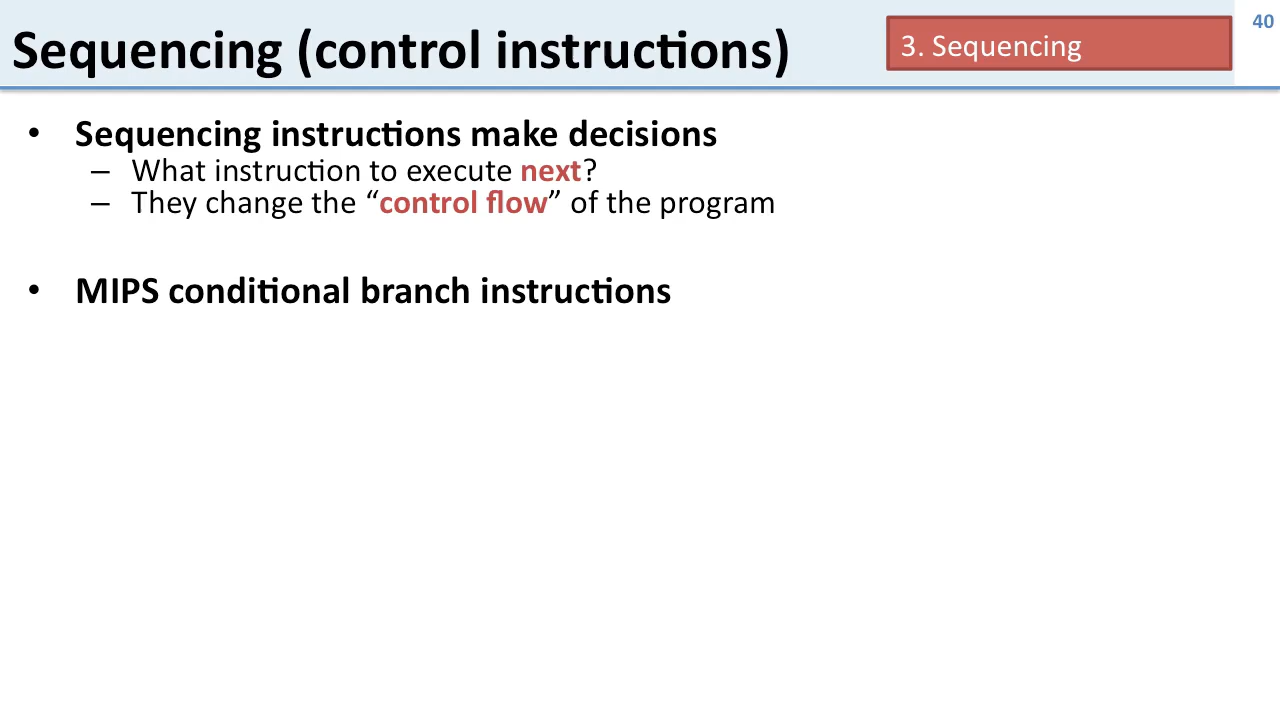 Sequencing (control instructions)
3. Sequencing
40
• Sequencing instructions make decisions
– What instruction to execute next?
– They change the “control flow” of the program
• MIPS conditional branch instructions